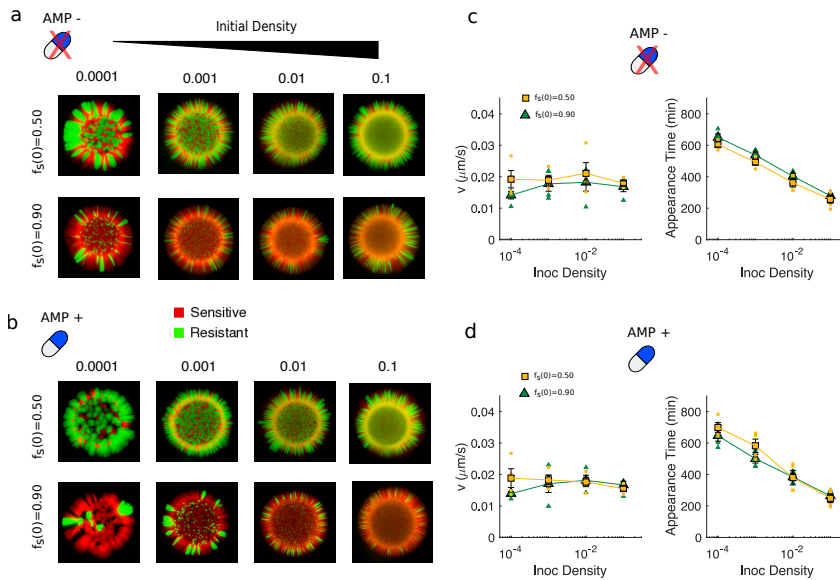 a
AMP -
Initial Density
0.0001
0.001
0.01
0.1
fs(0)=0.50
fs(0)=0.90
b
AMP +
Sensitive
Resistant
0.0001
0.001
0.01
0.1
fs(0)=0.50
fs(0)=0.90
c
AMP -
fs(0)=0.50
fs(0)=0.90
v (μm/s)
0.04
0.03
0.02
0.01
0
10⁻⁴
10⁻²
Inoc Density
Appearance Time (min)
800
600
400
200
0
10⁻⁴
10⁻²
Inoc Density
d
AMP +
fs(0)=0.50
fs(0)=0.90
v (μm/s)
0.04
0.03
0.02
0.01
0
10⁻⁴
10⁻²
Inoc Density
Appearance Time (min)
800
600
400
200
0
10⁻⁴
10⁻²
Inoc Density